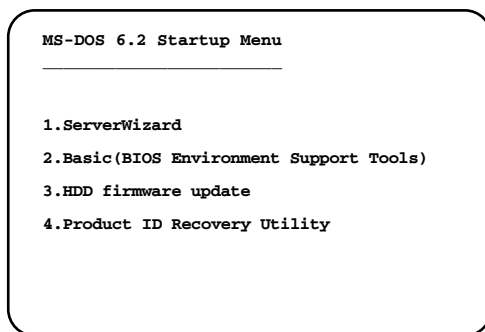 MS-DOS 6.2 Startup Menu
1.ServerWizard
2.Basic(BIOS Environment Support Tools)
3.HDD firmware update
4.Product ID Recovery Utility